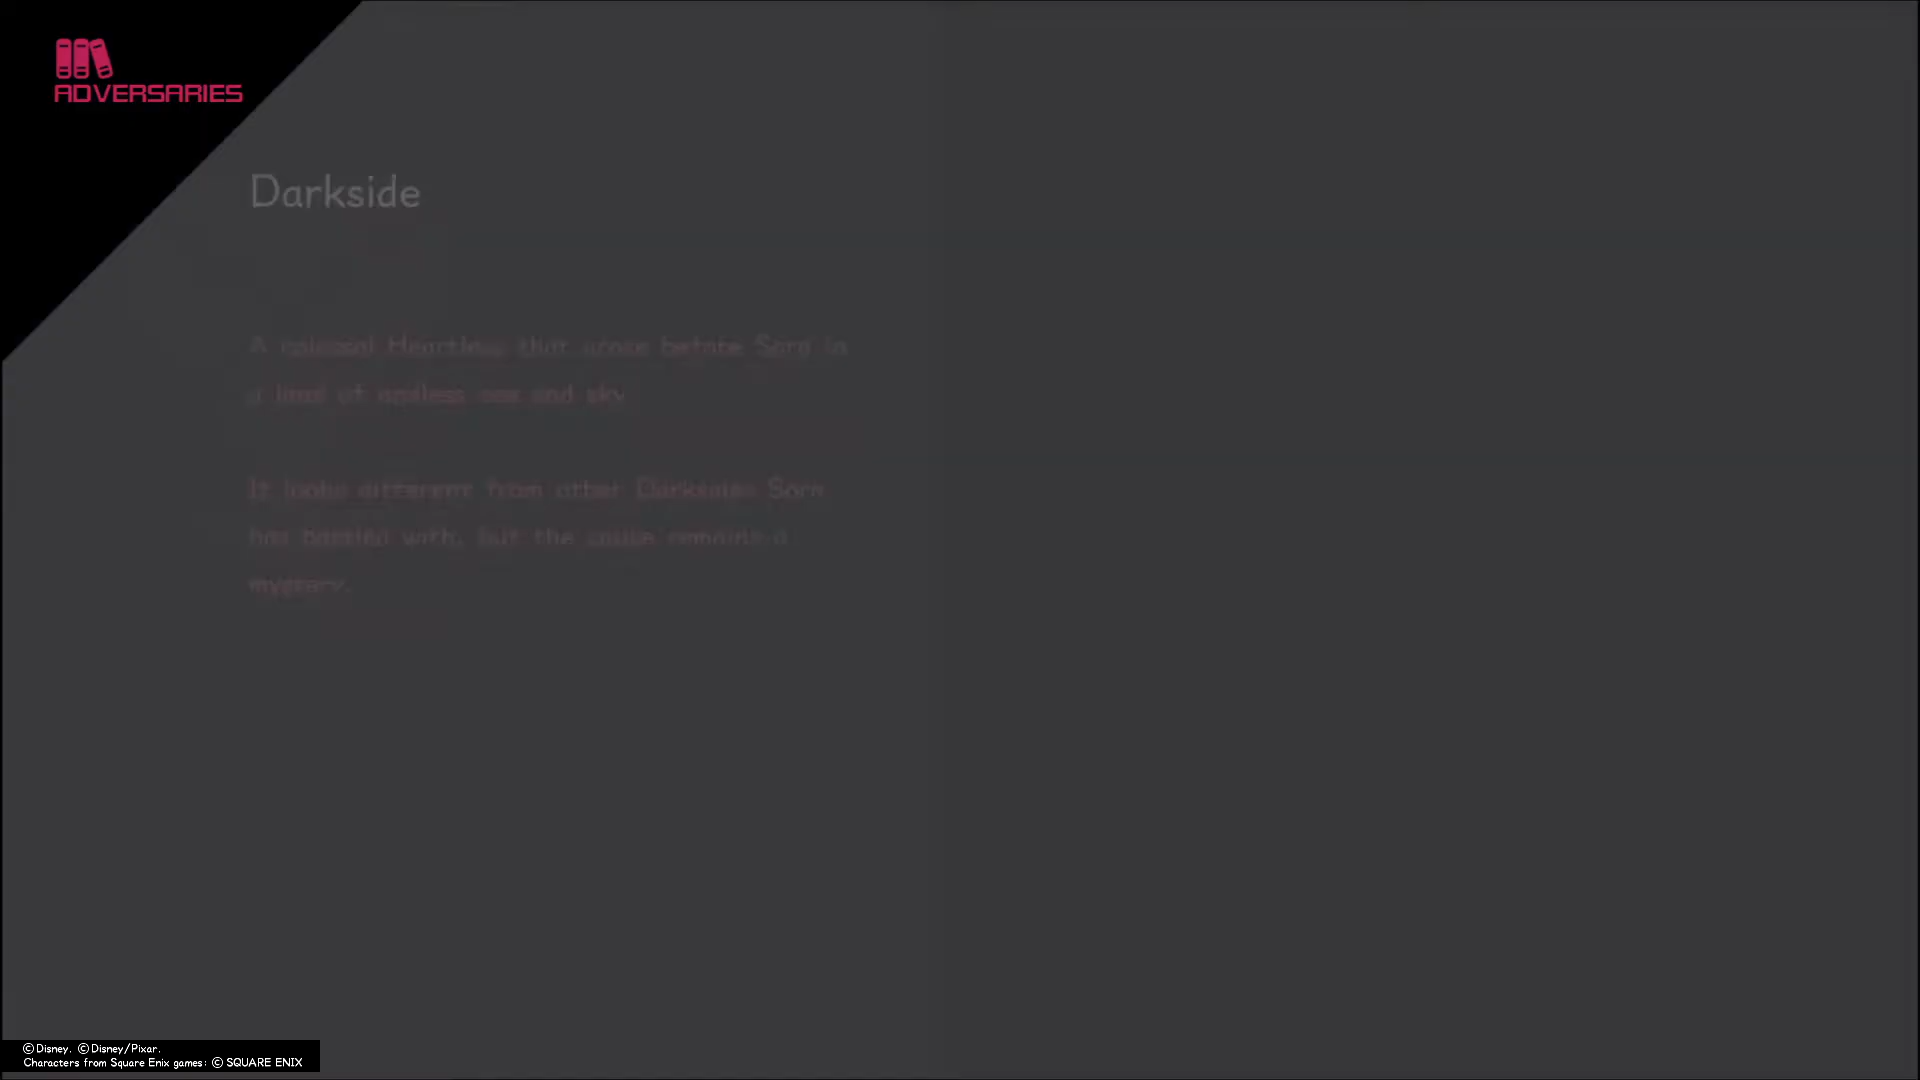 ADVERSARIES
Darkside
A colossal Heartless that arose before Sora in
a land of endless sea and sky
It looks different from other Darksides Sora
has battled with, but the cause remains a
mystery.
©Disney. ©Disney/Pixar.
Characters from Square Enix games: © SQUARE ENIX